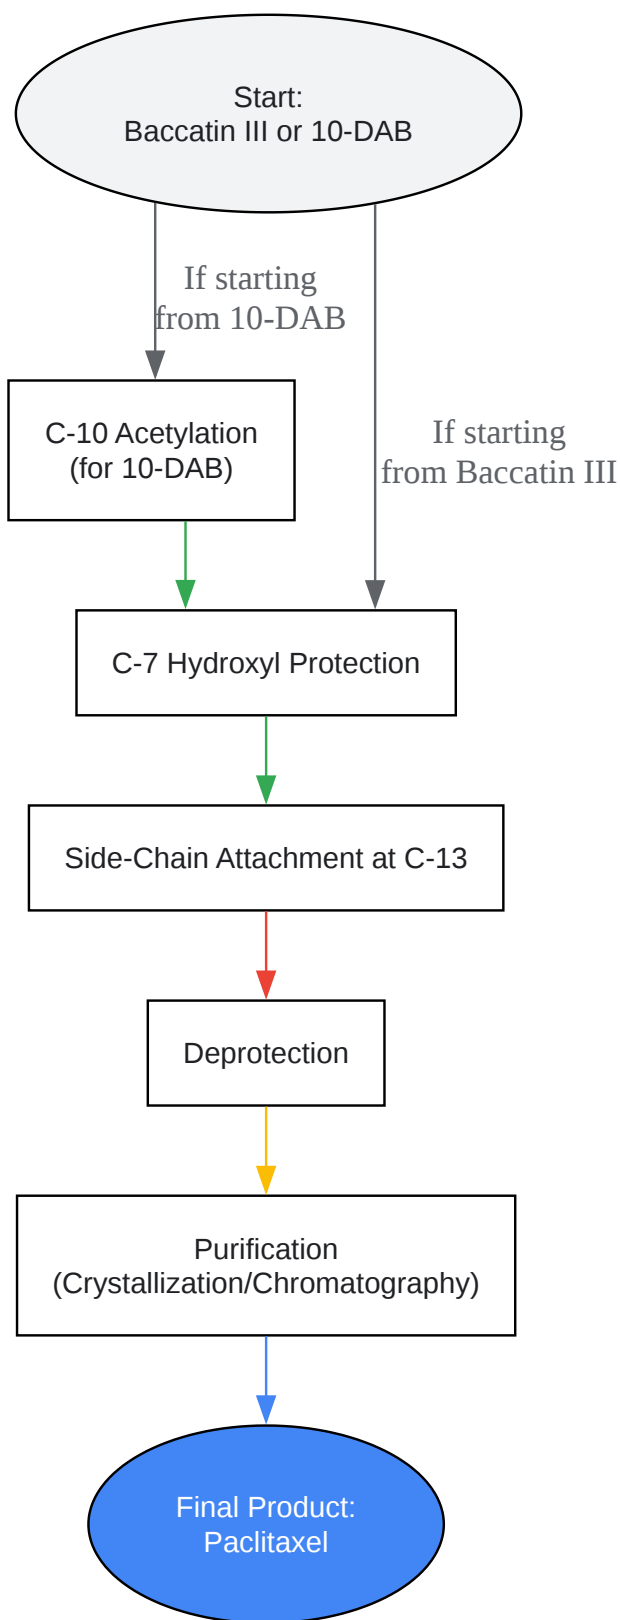 Start:
Baccatin III or 10-DAB
If starting
from 10-DAB
C-10 Acetylation
(for 10-DAB)
If starting
from Baccatin III
C-7 Hydroxyl Protection
Side-Chain Attachment at C-13
Deprotection
Purification
(Crystallization/Chromatography)
Final Product:
Paclitaxel